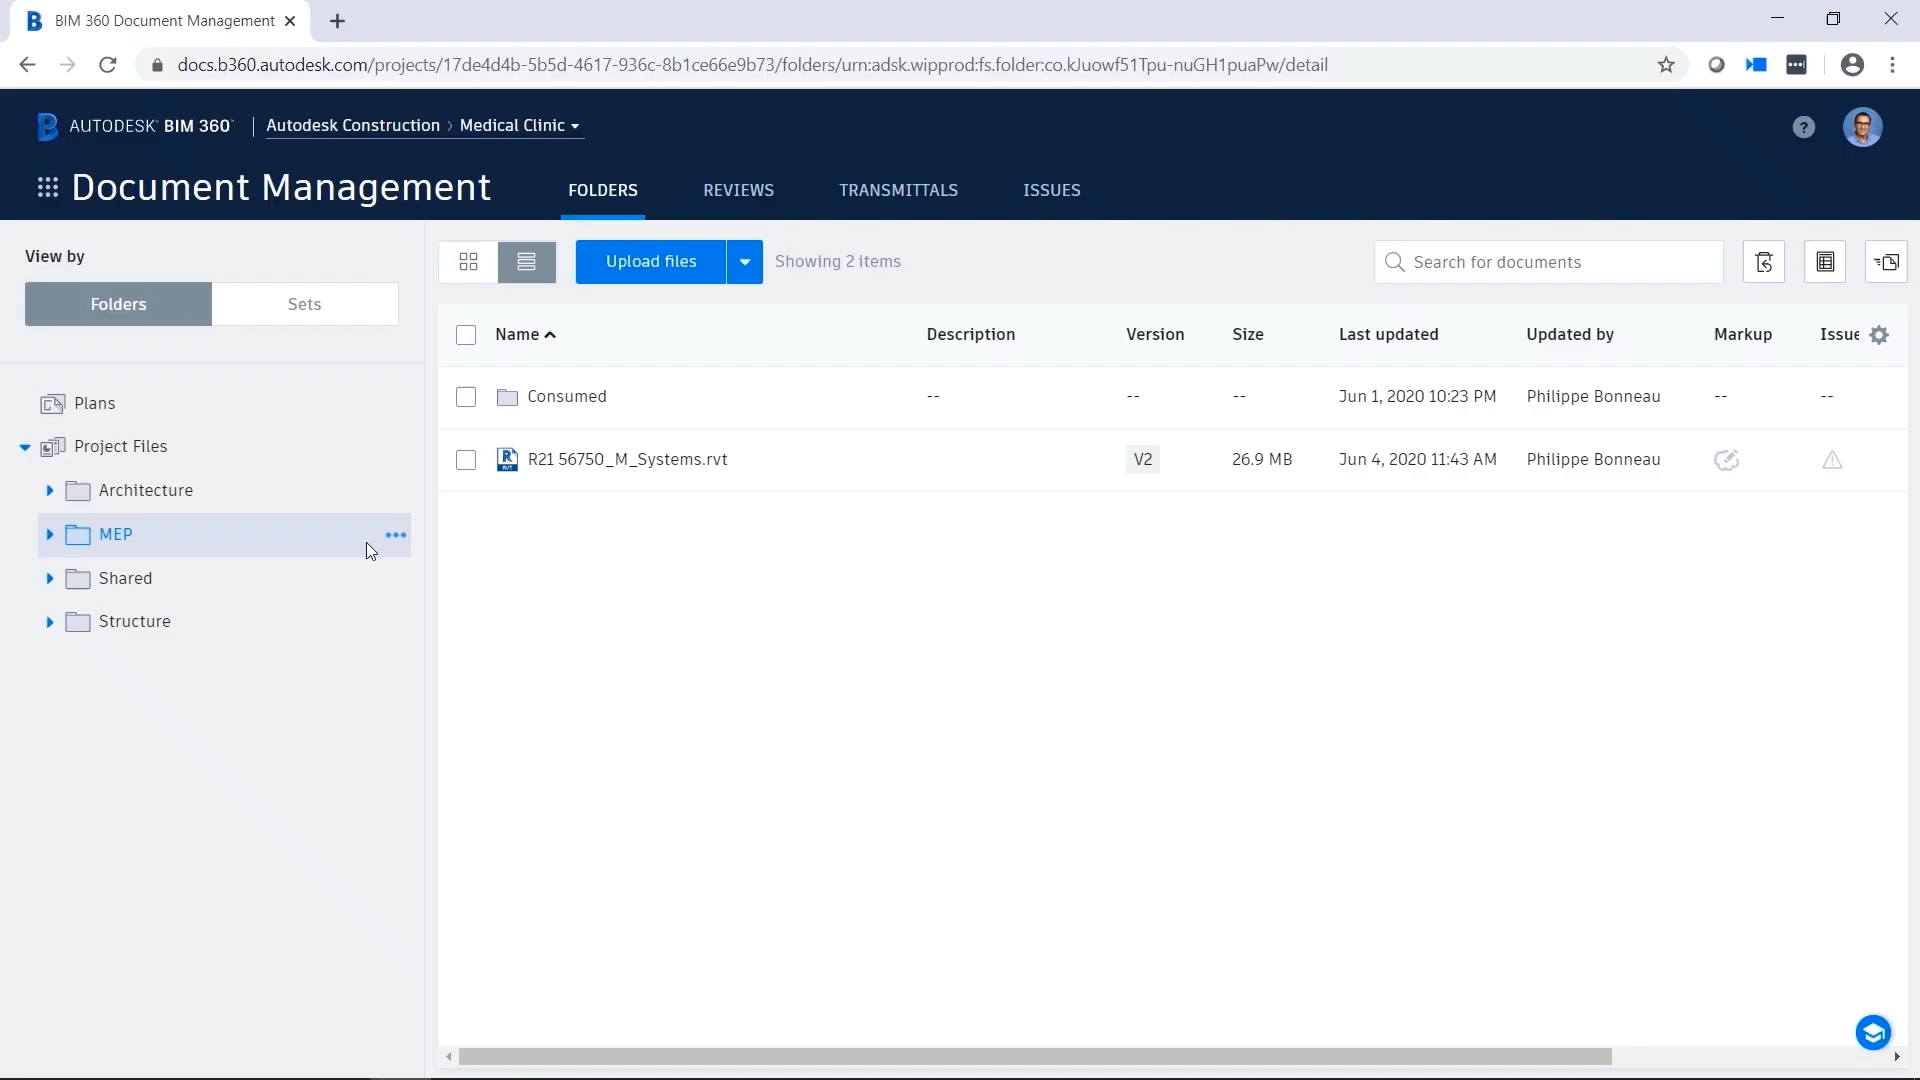 BIM 360 Document Management
docs.b360.autodesk.com/projects/17de4d4b-5b5d-4617-936c-8b1ce66e9b73/folders/urn:adsk.wipprod:fs.folder:co.kJuowf51Tpu-nuGH1puaPw/detail
AUTODESK BIM 360 Autodesk Construction › Medical Clinic
Document Management FOLDERS REVIEWS TRANSMITTALS ISSUES
View by
Folders Sets
Plans
Project Files
Architecture
MEP
Shared
Structure
Upload files Showing 2 items Search for documents
Name Description Version Size Last updated Updated by Markup Issue
Consumed -- -- -- Jun 1, 2020 10:23 PM Philippe Bonneau -- --
R21 56750_M_Systems.rvt V2 26.9 MB Jun 4, 2020 11:43 AM Philippe Bonneau